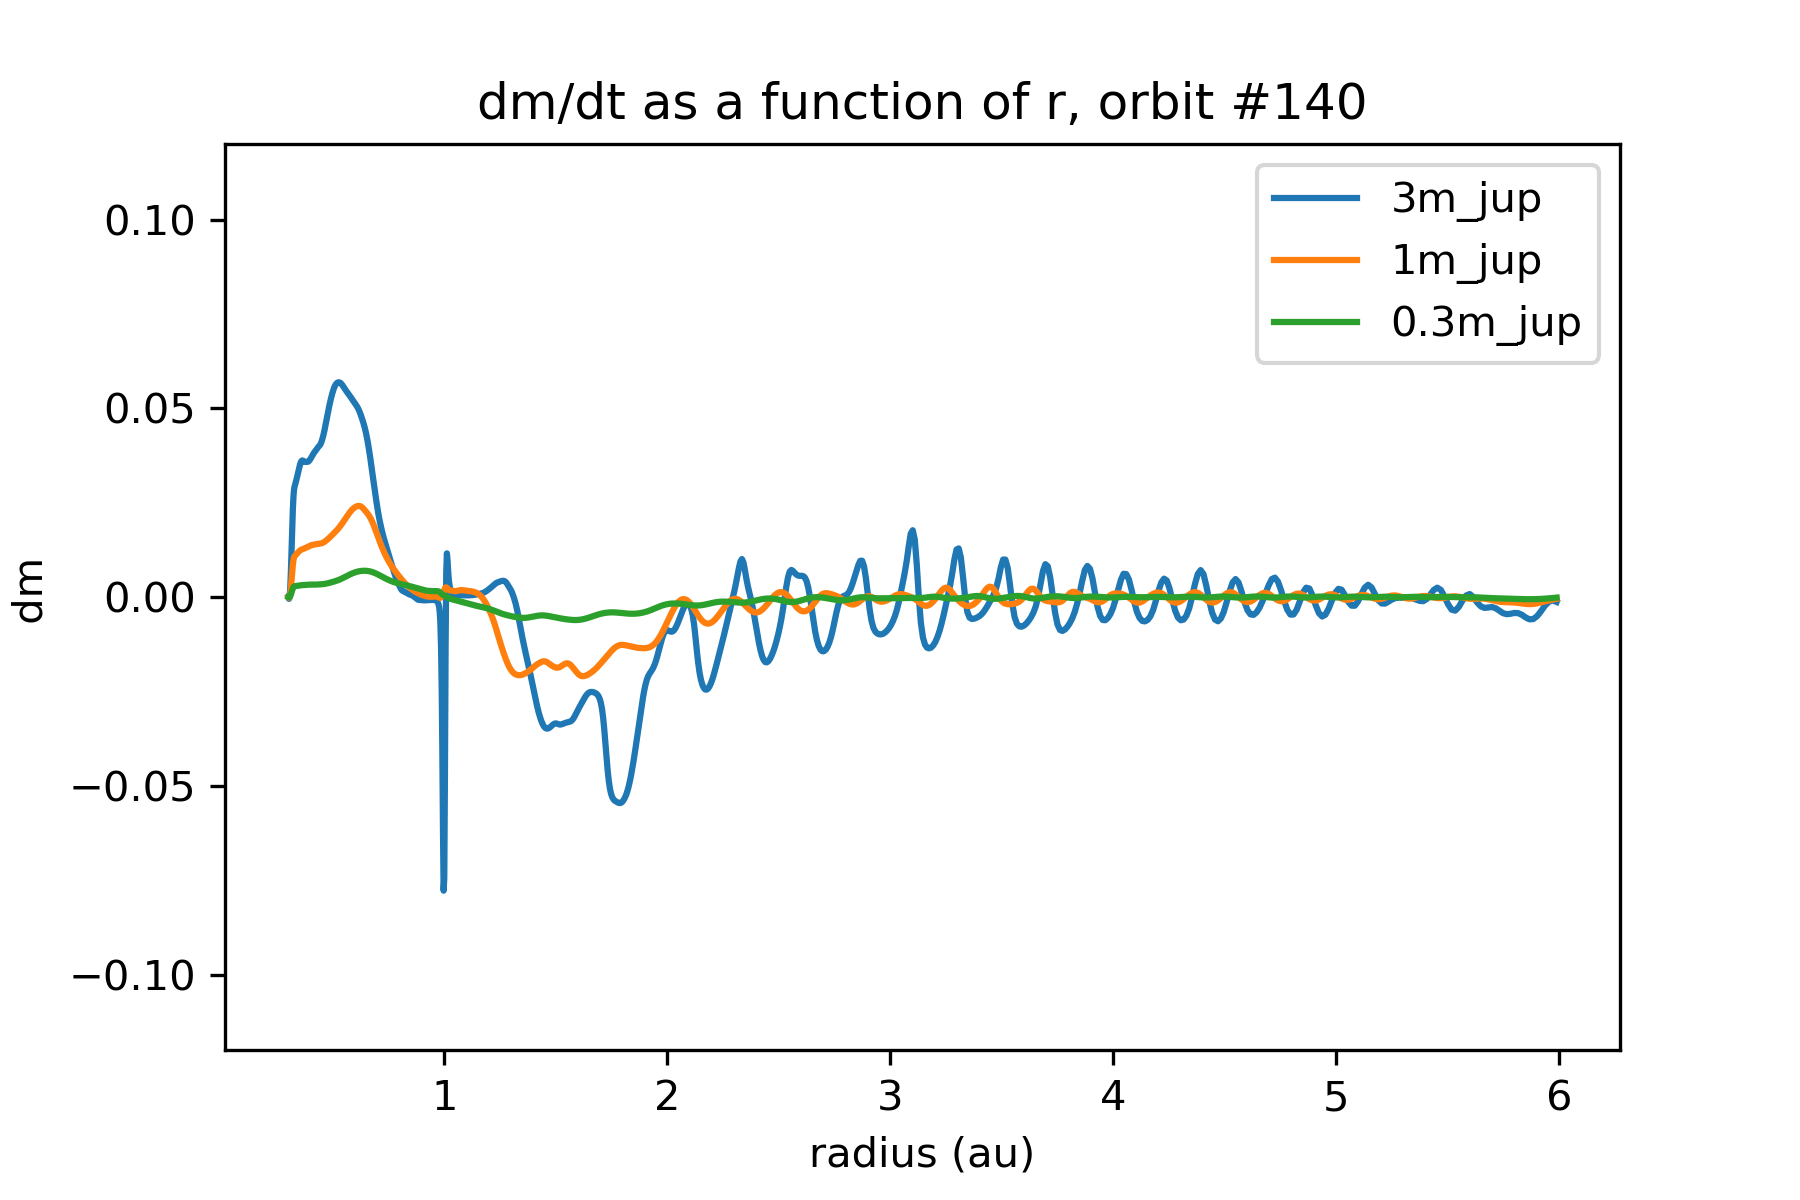 dm/dt as a function of r, orbit #140
3m_jup
1m_jup
0.3m_jup
0.10
0.05
0.00
−0.05
−0.10
dm
1 2 3 4 5 6
radius (au)